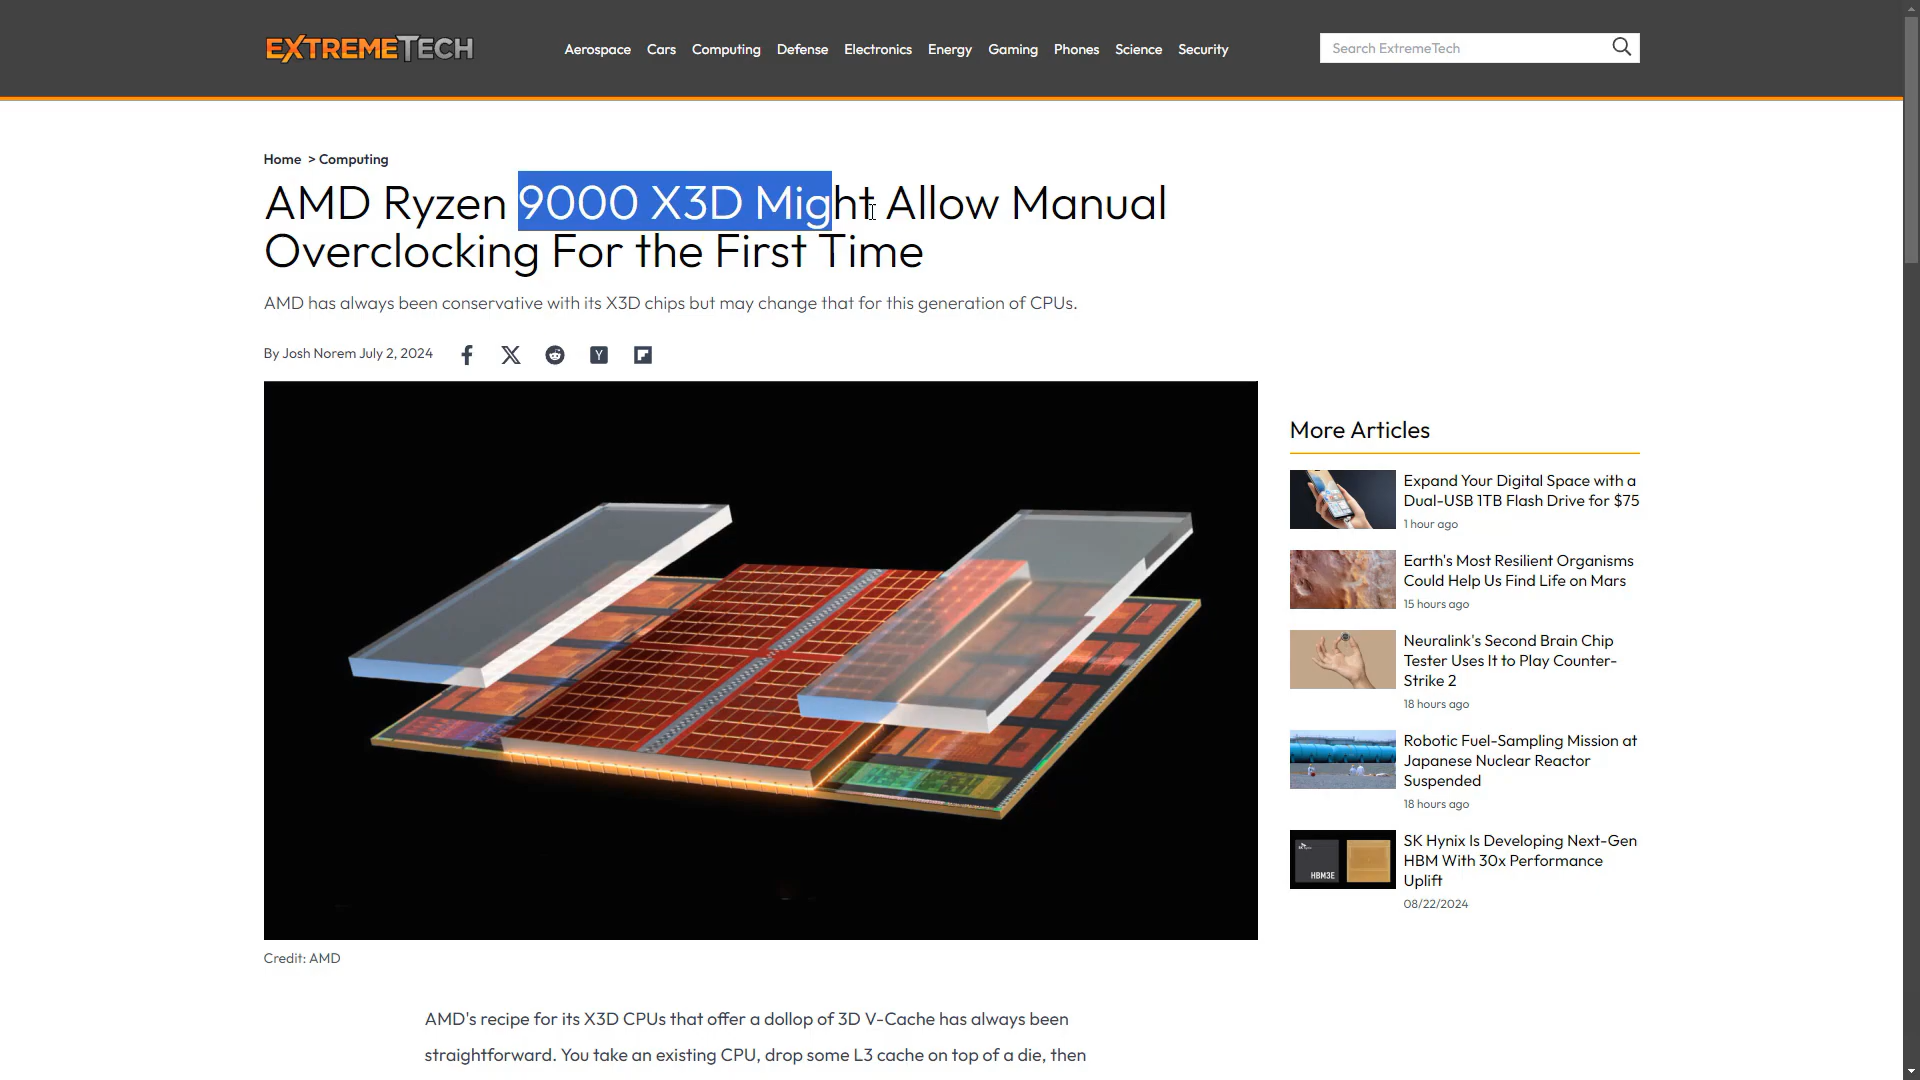 EXTREMETECH
Aerospace Cars Computing Defense Electronics Energy Gaming Phones Science Security
Search ExtremeTech
Home > Computing
AMD Ryzen 9000 X3D Might Allow Manual
Overclocking For the First Time
AMD has always been conservative with its X3D chips but may change that for this generation of CPUs.
By Josh Norem July 2, 2024
Credit: AMD
AMD's recipe for its X3D CPUs that offer a dollop of 3D V-Cache has always been
straightforward. You take an existing CPU, drop some L3 cache on top of a die, then
More Articles
Expand Your Digital Space with a
Dual-USB 1TB Flash Drive for $75
1 hour ago
Earth's Most Resilient Organisms
Could Help Us Find Life on Mars
15 hours ago
Neuralink's Second Brain Chip
Tester Uses It to Play Counter-
Strike 2
18 hours ago
Robotic Fuel-Sampling Mission at
Japanese Nuclear Reactor
Suspended
18 hours ago
HBM3E
SK Hynix Is Developing Next-Gen
HBM With 30x Performance
Uplift
08/22/2024